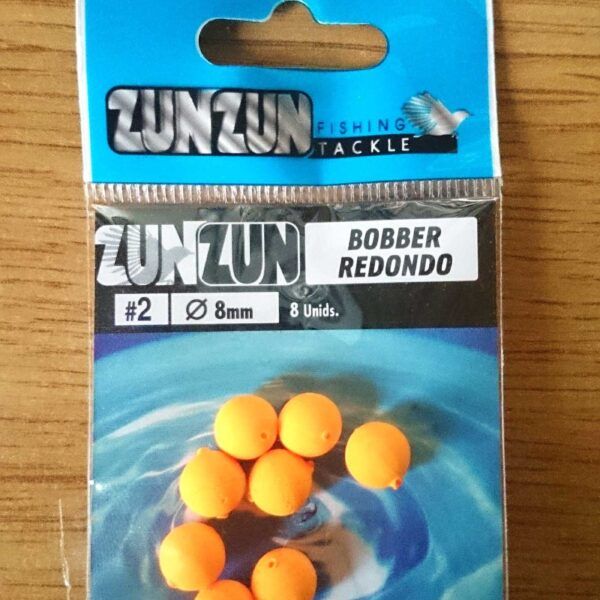 ZUNZUN
FISHING
TACKLE
ZUNZUN
BOBBER
REDONDO
#2
Ø 8mm
8 Unids.